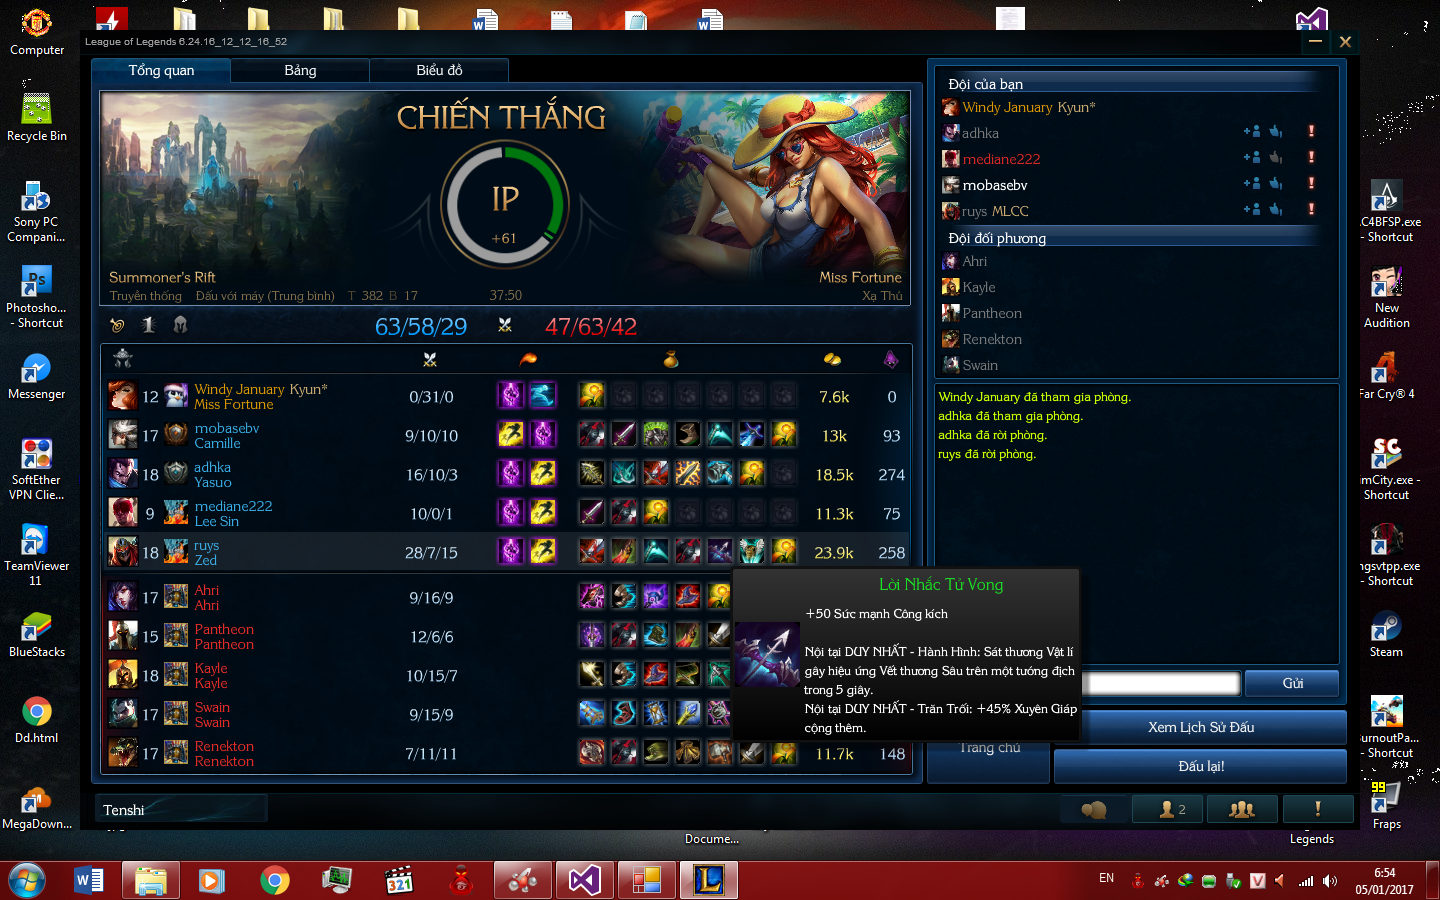 Computer
Recycle Bin
Sony PC
Compani...
Photosho...
- Shortcut
Messenger
SoftEther
VPN Clie...
TeamViewer
11
BlueStacks
Dd.html
MegaDown...
League of Legends 6.24.16_12_12_16_52
Tổng quan
Bảng
Biểu đồ
CHIẾN THẮNG
IP
+61
Summoner's Rift
Miss Fortune
Truyền thống Đấu với máy (Trung bình) T 382 B 17
37:50
Xạ Thủ
1
63/58/29
47/63/42
12 Windy January Kyun* 0/31/0 7.6k 0
Miss Fortune
17 mobasebv 9/10/10 13k 93
Camille
18 adhka 16/10/3 18.5k 274
Yasuo
9 mediane222 10/0/1 11.3k 75
Lee Sin
18 ruys 28/7/15 23.9k 258
Zed
17 Ahri 9/16/9
Ahri
15 Pantheon 12/6/6
Pantheon
18 Kayle 10/15/7
Kayle
17 Swain 9/15/9
Swain
17 Renekton 7/11/11 11.7k 148
Renekton
Lời Nhắc Tử Vong
+50 Sức mạnh Công kích
Nội tại DUY NHẤT - Hành Hình: Sát thương Vật lí
gây hiệu ứng Vết thương Sâu trên một tướng địch
trong 5 giây.
Nội tại DUY NHẤT - Trăn Trối: +45% Xuyên Giáp
cộng thêm.
Đội của bạn
Windy January Kyun*
adhka
mediane222
mobasebv
ruys MLCC
Đội đối phương
Ahri
Kayle
Pantheon
Renekton
Swain
Windy January đã tham gia phòng.
adhka đã tham gia phòng.
adhka đã rời phòng.
ruys đã rời phòng.
Gửi
Xem Lịch Sử Đấu
Trang chủ
Đấu lại!
Tenshi
2
Docume...
Legends
.C4BFSP.exe
- Shortcut
New
Audition
Far Cry® 4
SC
imCity.exe -
Shortcut
ngsvtpp.exe
- Shortcut
Steam
urnoutPa...
- Shortcut
99
Fraps
321
EN
6:54
05/01/2017